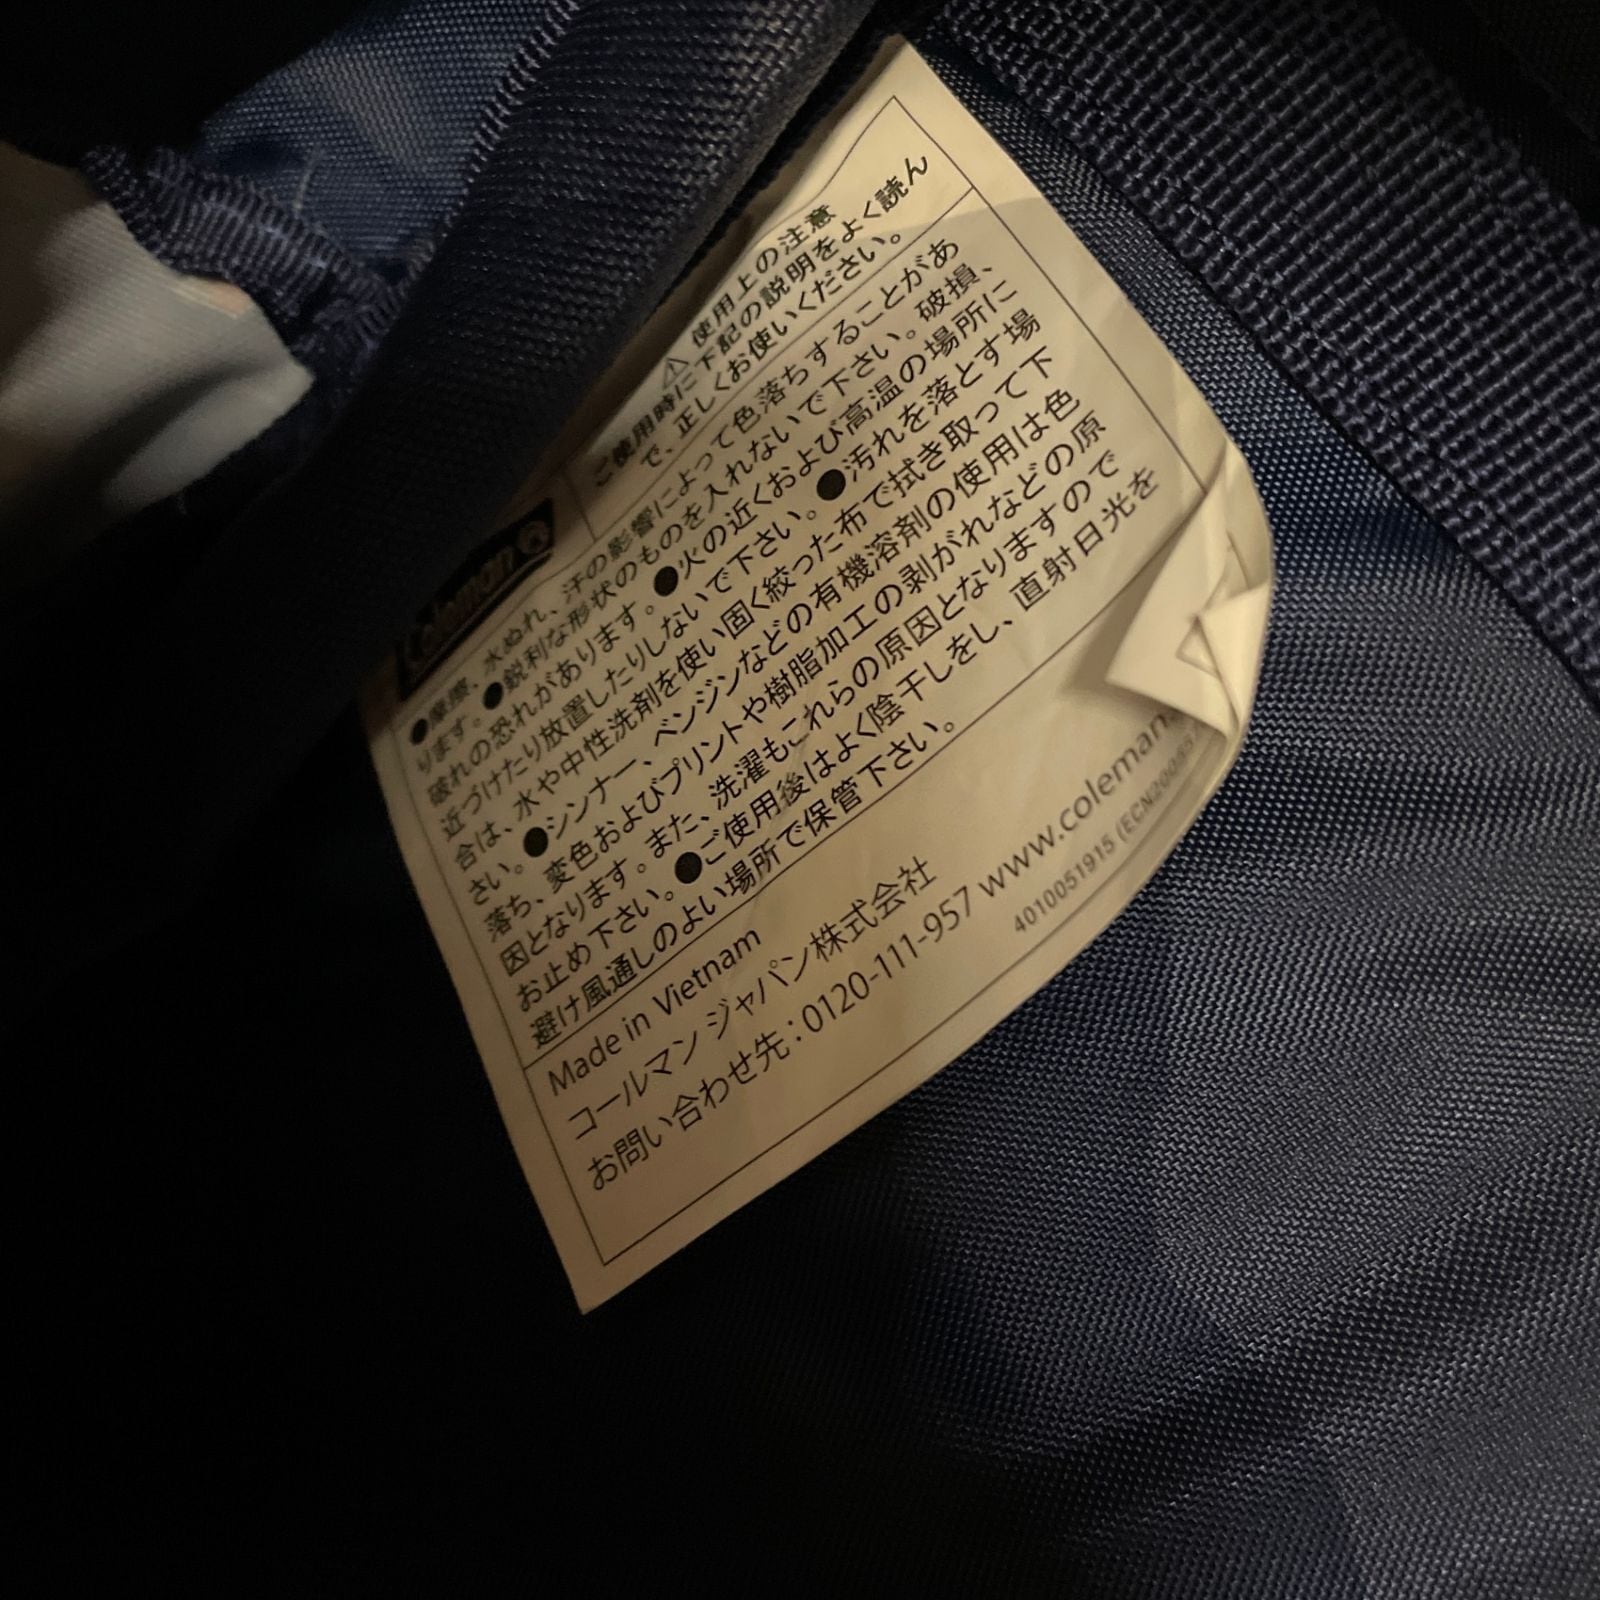 Coleman
⚠ 使用上の注意
ご使用時に下記の説明をよく読ん
で、正しくお使いください。
●摩擦、水ぬれ、汗の影響によって色落ちすることがあ
ります。●鋭利な形状のものを入れないで下さい。破損、
破れの恐れがあります。●火の近くおよび高温の場所に
近づけたり放置したりしないで下さい。●汚れを落とす場
合は、水や中性洗剤を使い固く絞った布で拭き取って下
さい。●シンナー、ベンジンなどの有機溶剤の使用は色
落ち、変色およびプリントや樹脂加工の剥がれなどの原
因となります。また、洗濯もこれらの原因となりますので
お止め下さい。●ご使用後はよく陰干しをし、直射日光を
避け風通しのよい場所で保管下さい。
Made in Vietnam
コールマン ジャパン株式会社
お問い合わせ先：0120-111-957 www.coleman.
4010051915